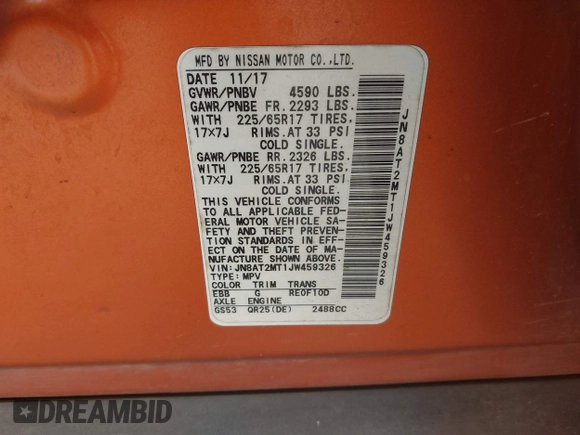 MFD BY NISSAN MOTOR CO.,LTD.
DATE 11/17
GVWR/PNBV 4590 LBS.
GAWR/PNBE FR. 2293 LBS.
WITH 225/65R17 TIRES,
17×7J RIMS.AT 33 PSI
COLD SINGLE.
GAWR/PNBE RR. 2326 LBS.
WITH 225/65R17 TIRES,
17×7J RIMS.AT 33 PSI
COLD SINGLE.
THIS VEHICLE CONFORMS
TO ALL APPLICABLE FED-
ERAL MOTOR VEHICLE SA-
FETY AND THEFT PREVEN-
TION STANDARDS IN EFF-
ECT ON THE DATE OF MA-
NUFACTURE SHOWN ABOVE.
VIN:JN8AT2MT1JW459326
TYPE:MPV
COLOR TRIM TRANS
EBB G RE0F10D
AXLE ENGINE
GS53 QR25(DE) 2488CC
JN8AT2MT1JW459326
DREAMBID